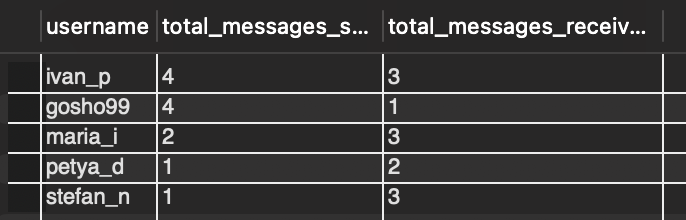 username total_messages_s... total_messages_receiv...
ivan_p 4 3
gosho99 4 1
maria_i 2 3
petya_d 1 2
stefan_n 1 3